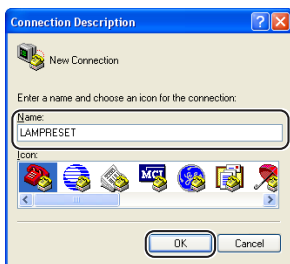 Connection Description
New Connection
Enter a name and choose an icon for the connection:
Name:
LAMPRESET
Icon:
MCI
OK
Cancel